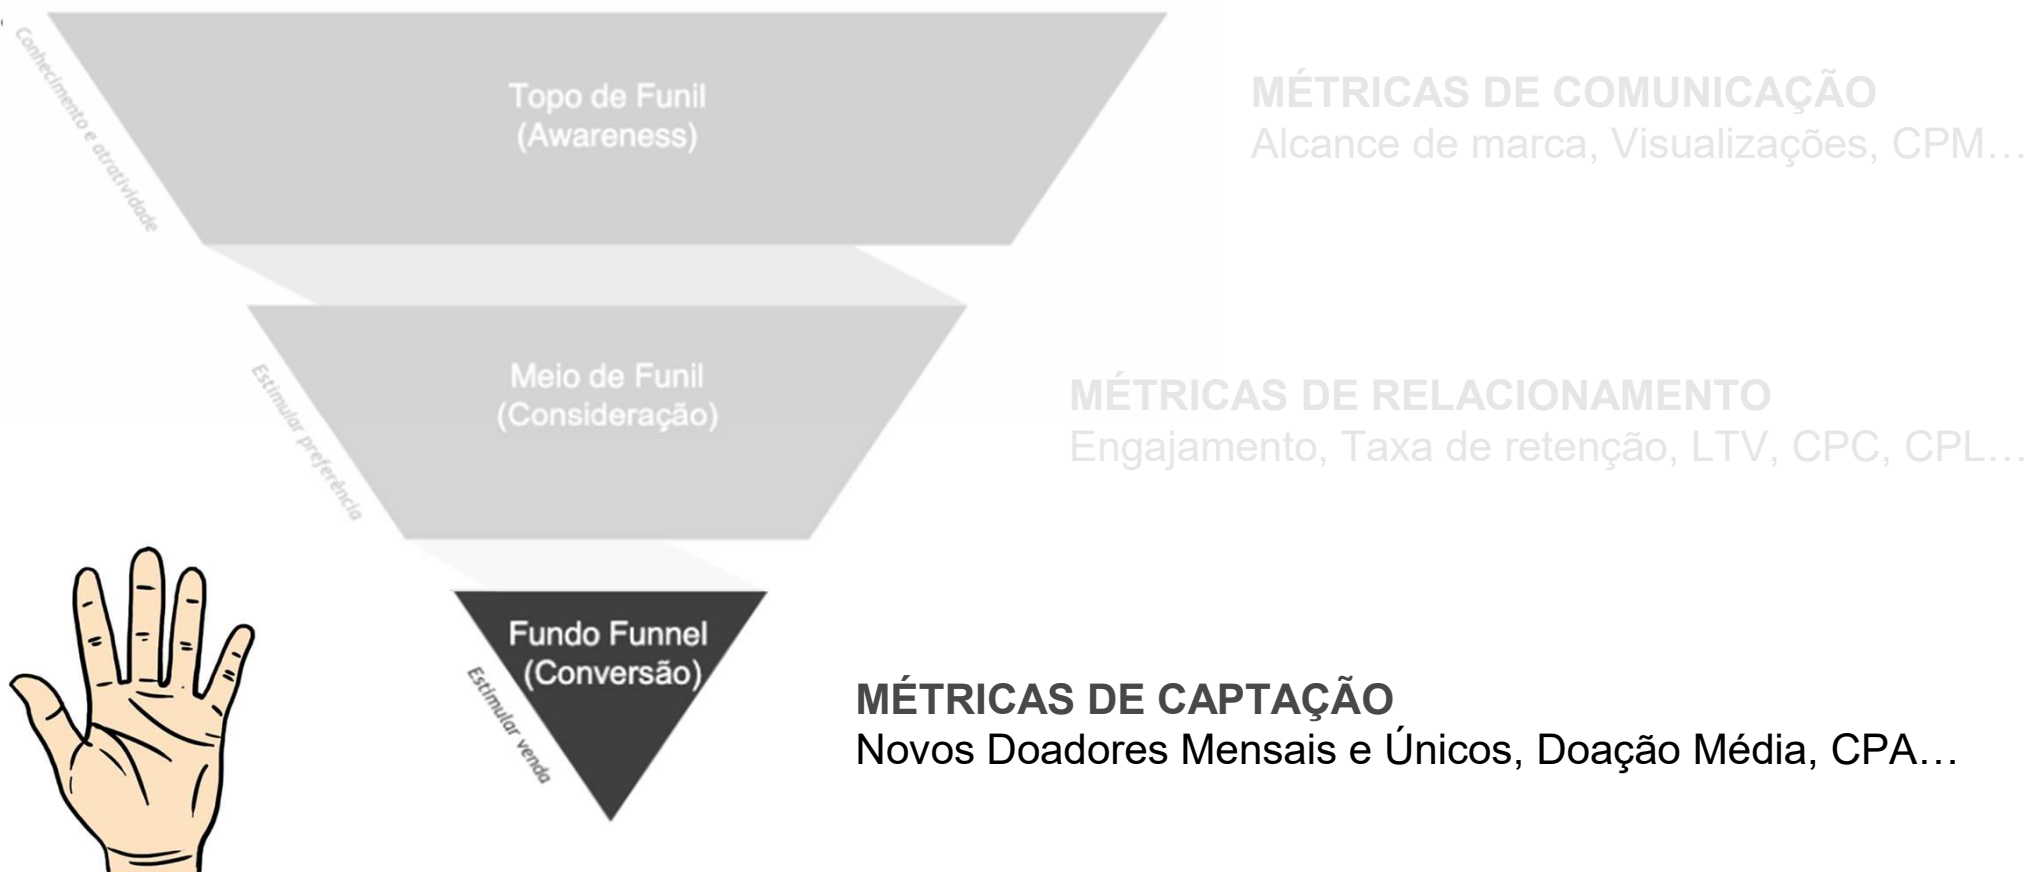 Conhecimento e atratividade
Topo de Funil
(Awareness)
MÉTRICAS DE COMUNICAÇÃO
Alcance de marca, Visualizações, CPM…
Estimular preferência
Meio de Funil
(Consideração)
MÉTRICAS DE RELACIONAMENTO
Engajamento, Taxa de retenção, LTV, CPC, CPL…
Estimular venda
Fundo Funnel
(Conversão)
MÉTRICAS DE CAPTAÇÃO
Novos Doadores Mensais e Únicos, Doação Média, CPA…